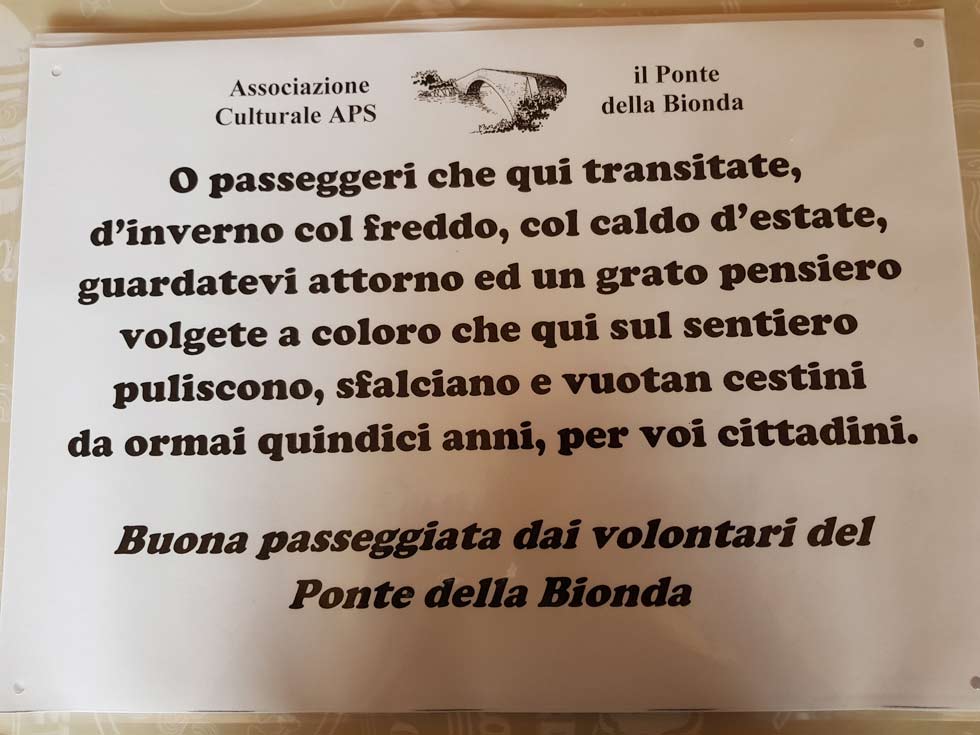 Associazione
Culturale APS
il Ponte
della Bionda
O passeggeri che qui transitate,
d'inverno col freddo, col caldo d'estate,
guardatevi attorno ed un grato pensiero
volgete a coloro che qui sul sentiero
puliscono, sfalciano e vuotan cestini
da ormai quindici anni, per voi cittadini.
Buona passeggiata dai volontari del
Ponte della Bionda